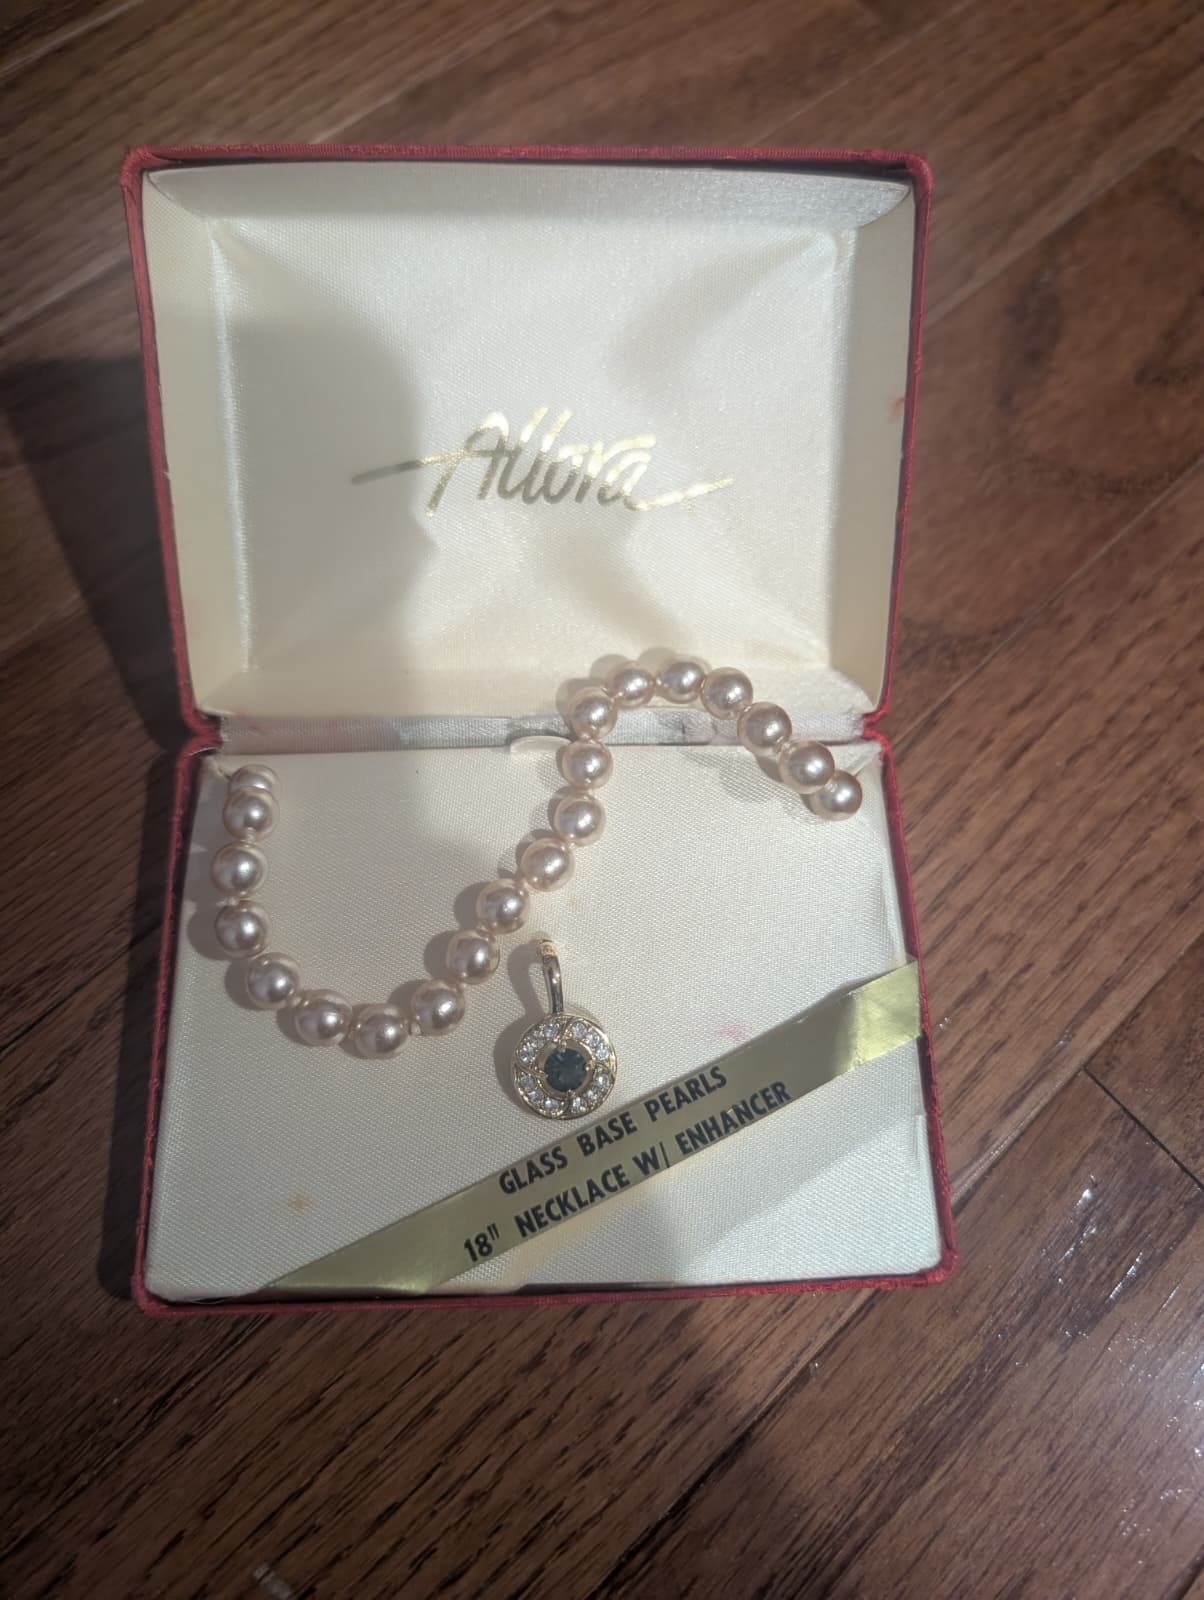 Allora
GLASS BASE PEARLS
18" NECKLACE W/ ENHANCER